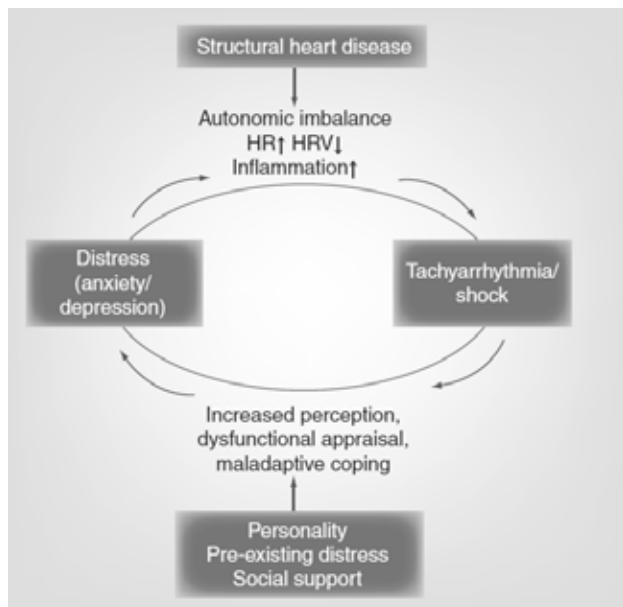 Structural heart disease
Autonomic imbalance
HR↑ HRV↓
Inflammation↑
Distress
(anxiety/
depression)
Tachyarrhythmia/
shock
Increased perception,
dysfunctional appraisal,
maladaptive coping
Personality
Pre-existing distress
Social support